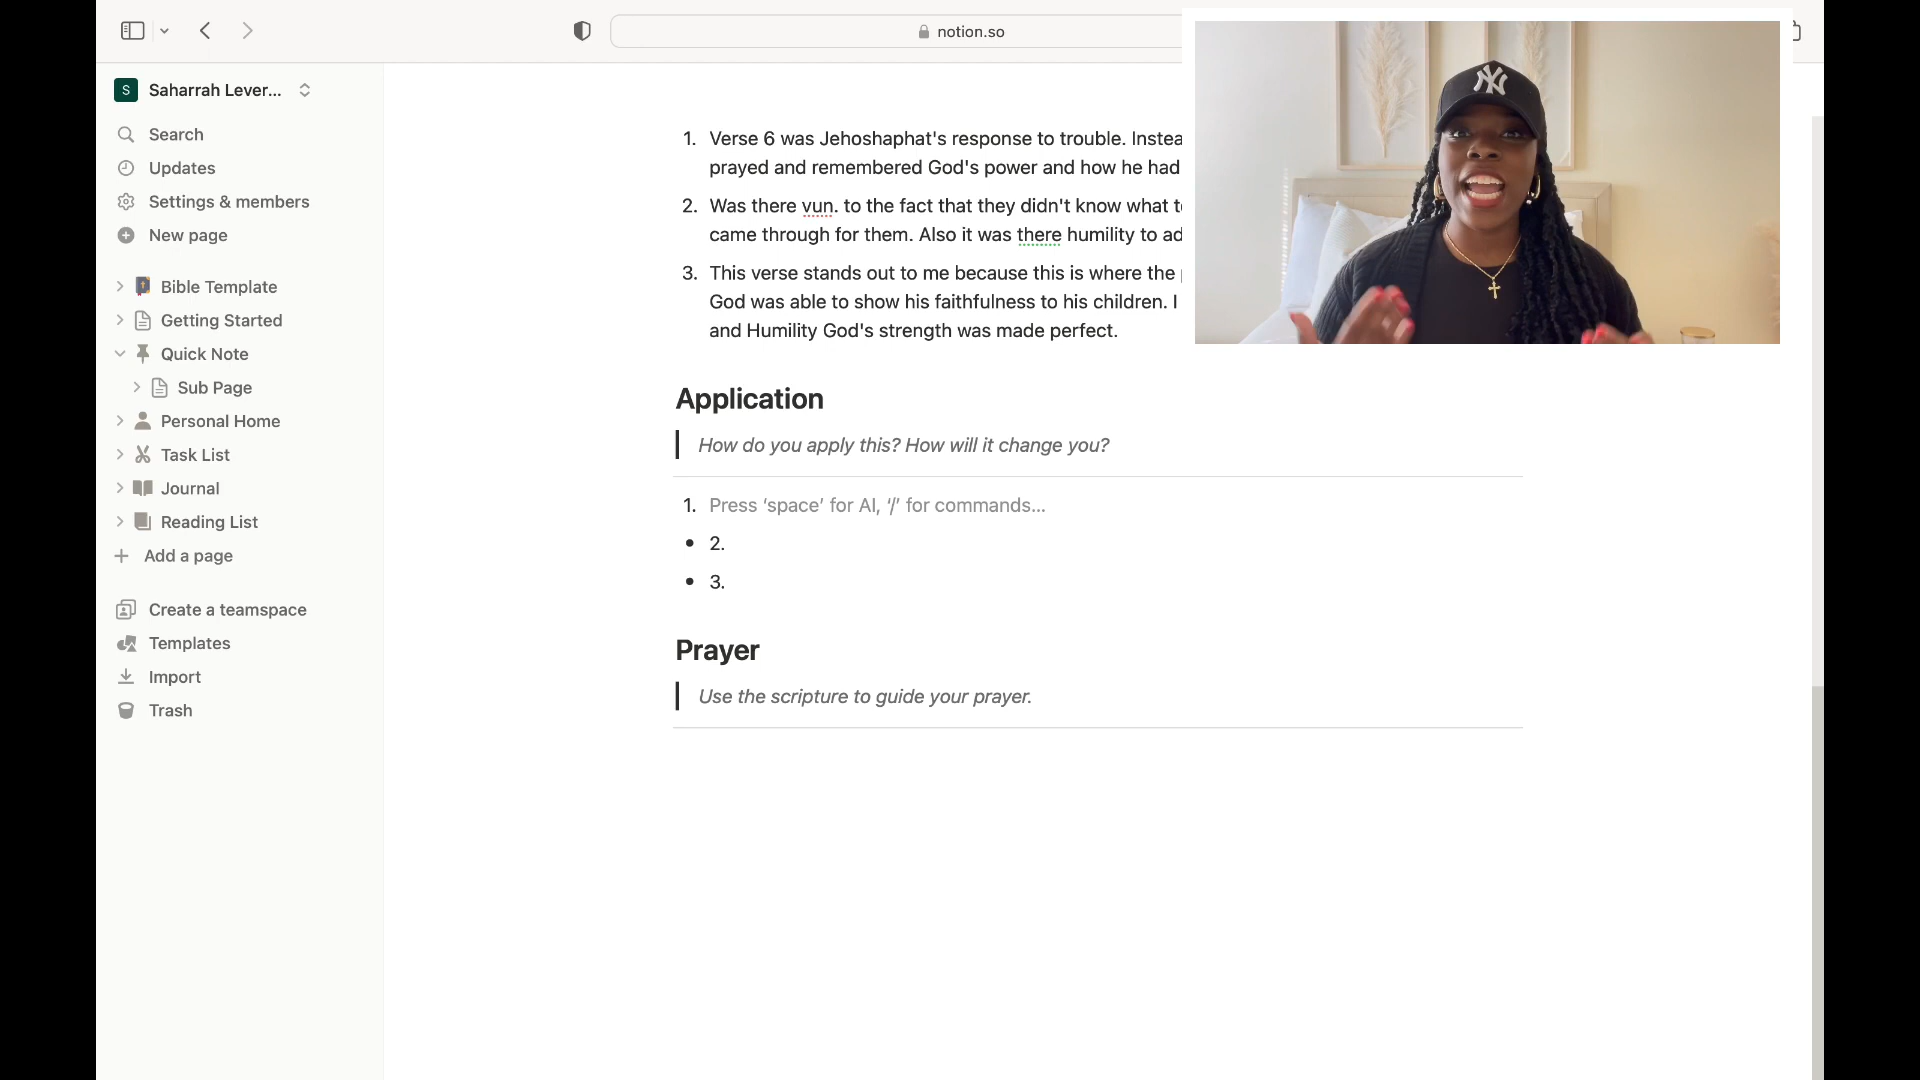 notion.so
S Saharrah Lever...
Search
Updates
Settings & members
New page
Bible Template
Getting Started
Quick Note
Sub Page
Personal Home
Task List
Journal
Reading List
Add a page
Create a teamspace
Templates
Import
Trash
1. Verse 6 was Jehoshaphat's response to trouble. Instea
prayed and remembered God's power and how he had
2. Was there vun. to the fact that they didn't know what t
came through for them. Also it was there humility to ad
3. This verse stands out to me because this is where the
God was able to show his faithfulness to his children. I
and Humility God's strength was made perfect.
Application
How do you apply this? How will it change you?
1. Press ‘space’ for AI, ‘/’ for commands…
• 2.
• 3.
Prayer
Use the scripture to guide your prayer.
NY